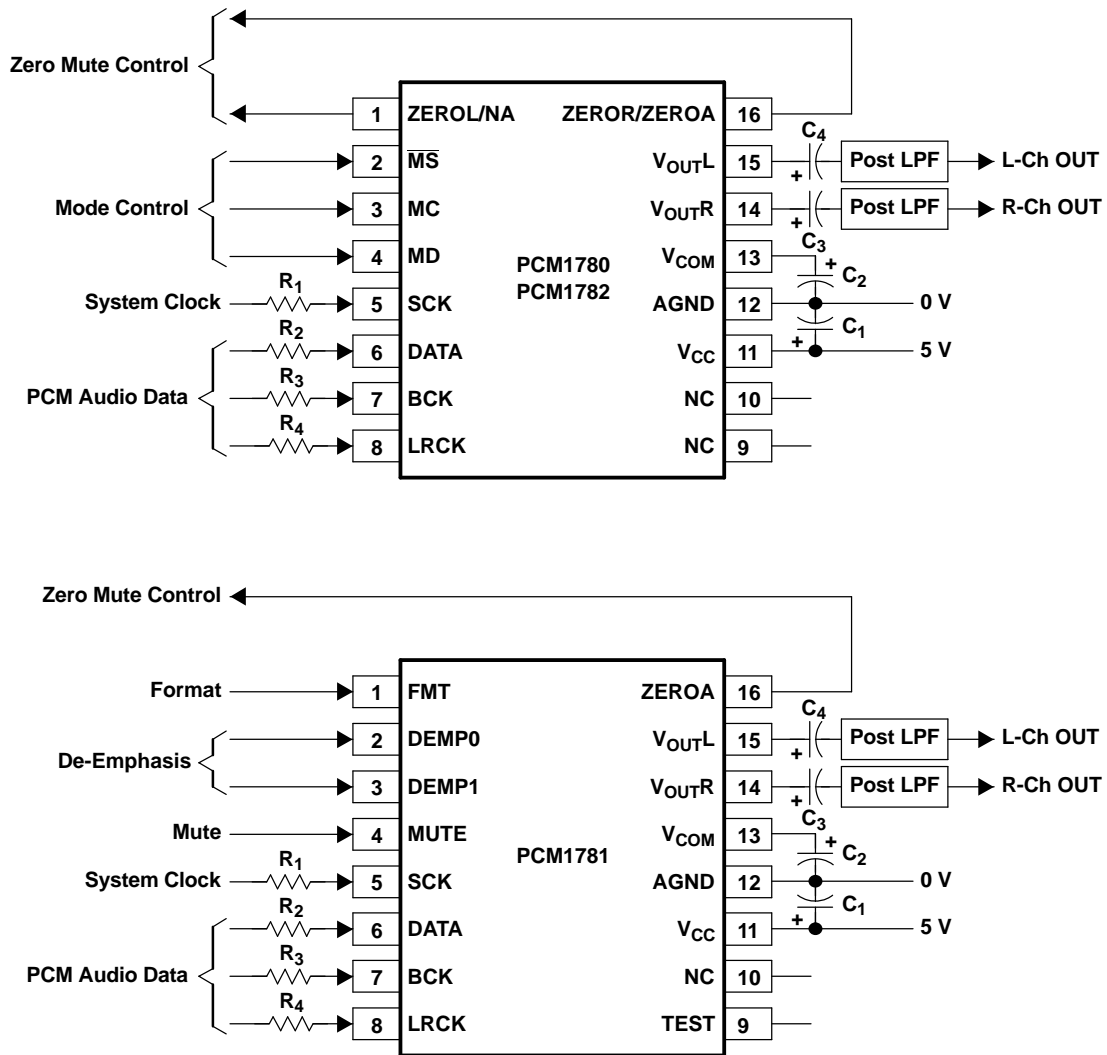 Zero Mute Control
1 ZEROL/NA ZEROR/ZEROA 16
C4
2 MS VOUTL 15 + Post LPF L-Ch OUT
Mode Control 3 MC VOUTR 14 + Post LPF R-Ch OUT
C3
4 MD VCOM 13 +
PCM1780
PCM1782
C2
R1
System Clock 5 SCK AGND 12 0 V
R2
C1
6 DATA VCC 11 + 5 V
R3
PCM Audio Data 7 BCK NC 10
R4
8 LRCK NC 9
Zero Mute Control
Format 1 FMT ZEROA 16
C4
2 DEMP0 VOUTL 15 + Post LPF L-Ch OUT
De-Emphasis
3 DEMP1 VOUTR 14 + Post LPF R-Ch OUT
C3
Mute 4 MUTE VCOM 13 +
PCM1781
C2
R1
System Clock 5 SCK AGND 12 0 V
R2
C1
6 DATA VCC 11 + 5 V
R3
PCM Audio Data 7 BCK NC 10
R4
8 LRCK TEST 9